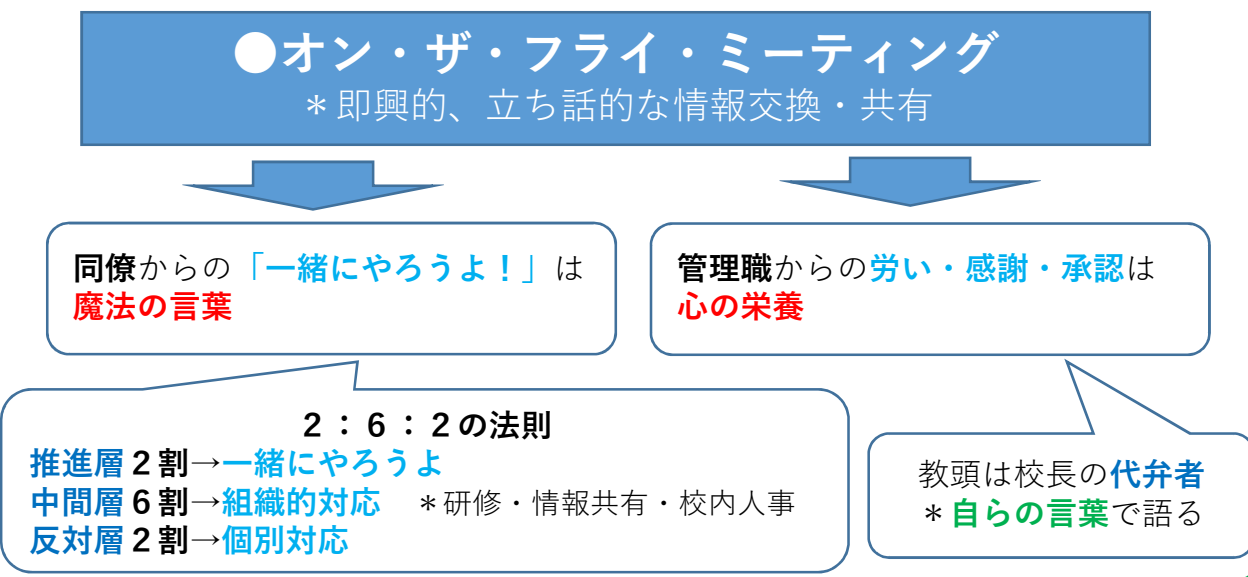 ●オン・ザ・フライ・ミーティング
＊即興的、立ち話的な情報交換・共有
同僚からの「一緒にやろうよ！」は
魔法の言葉
管理職からの労い・感謝・承認は
心の栄養
２：６：２の法則
推進層２割→一緒にやろうよ
中間層６割→組織的対応　＊研修・情報共有・校内人事
反対層２割→個別対応
教頭は校長の代弁者
＊自らの言葉で語る